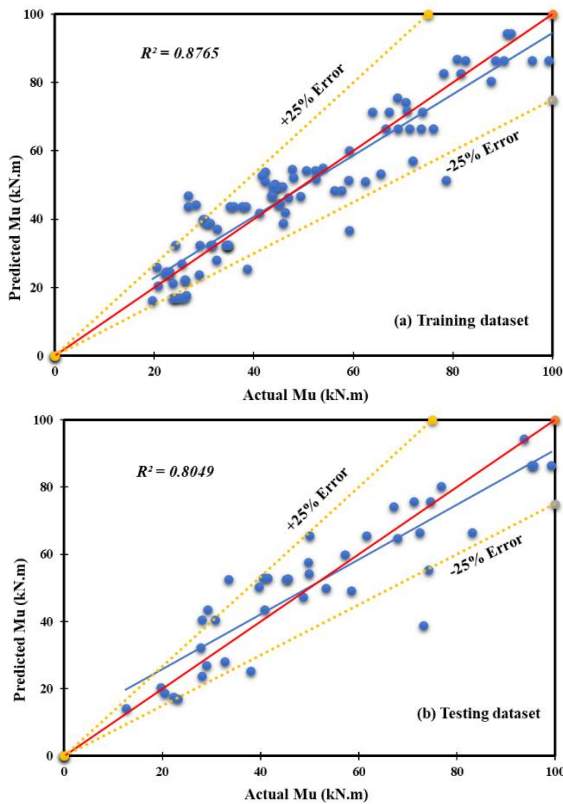 100
R² = 0.8765
+25% Error
80
60
-25% Error
Predicted Mu (kN.m)
40
20
(a) Training dataset
0
0 20 40 60 80 100
Actual Mu (kN.m)
100
R² = 0.8049
+25% Error
80
60
-25% Error
Predicted Mu (kN.m)
40
20
(b) Testing dataset
0
0 20 40 60 80 100
Actual Mu (kN.m)